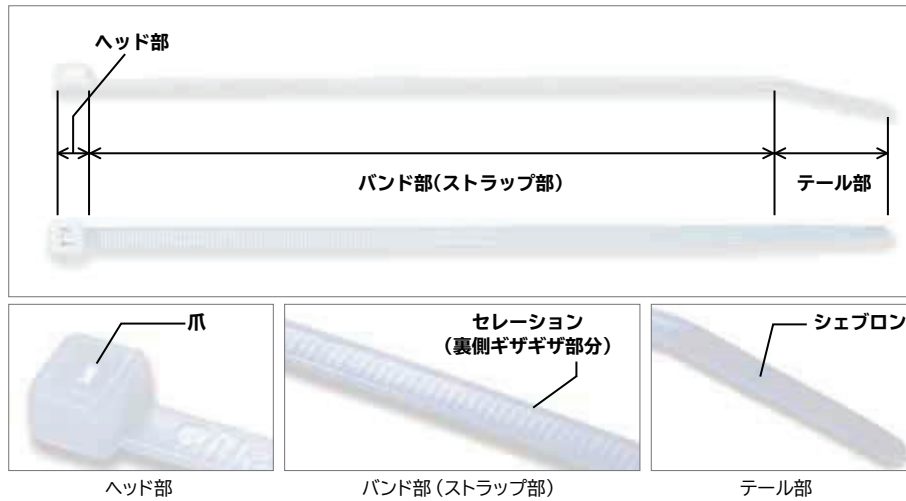 ヘッド部
バンド部(ストラップ部)
テール部
爪
セレーション
(裏側ギザギザ部分)
シェブロン
ヘッド部
バンド部(ストラップ部)
テール部